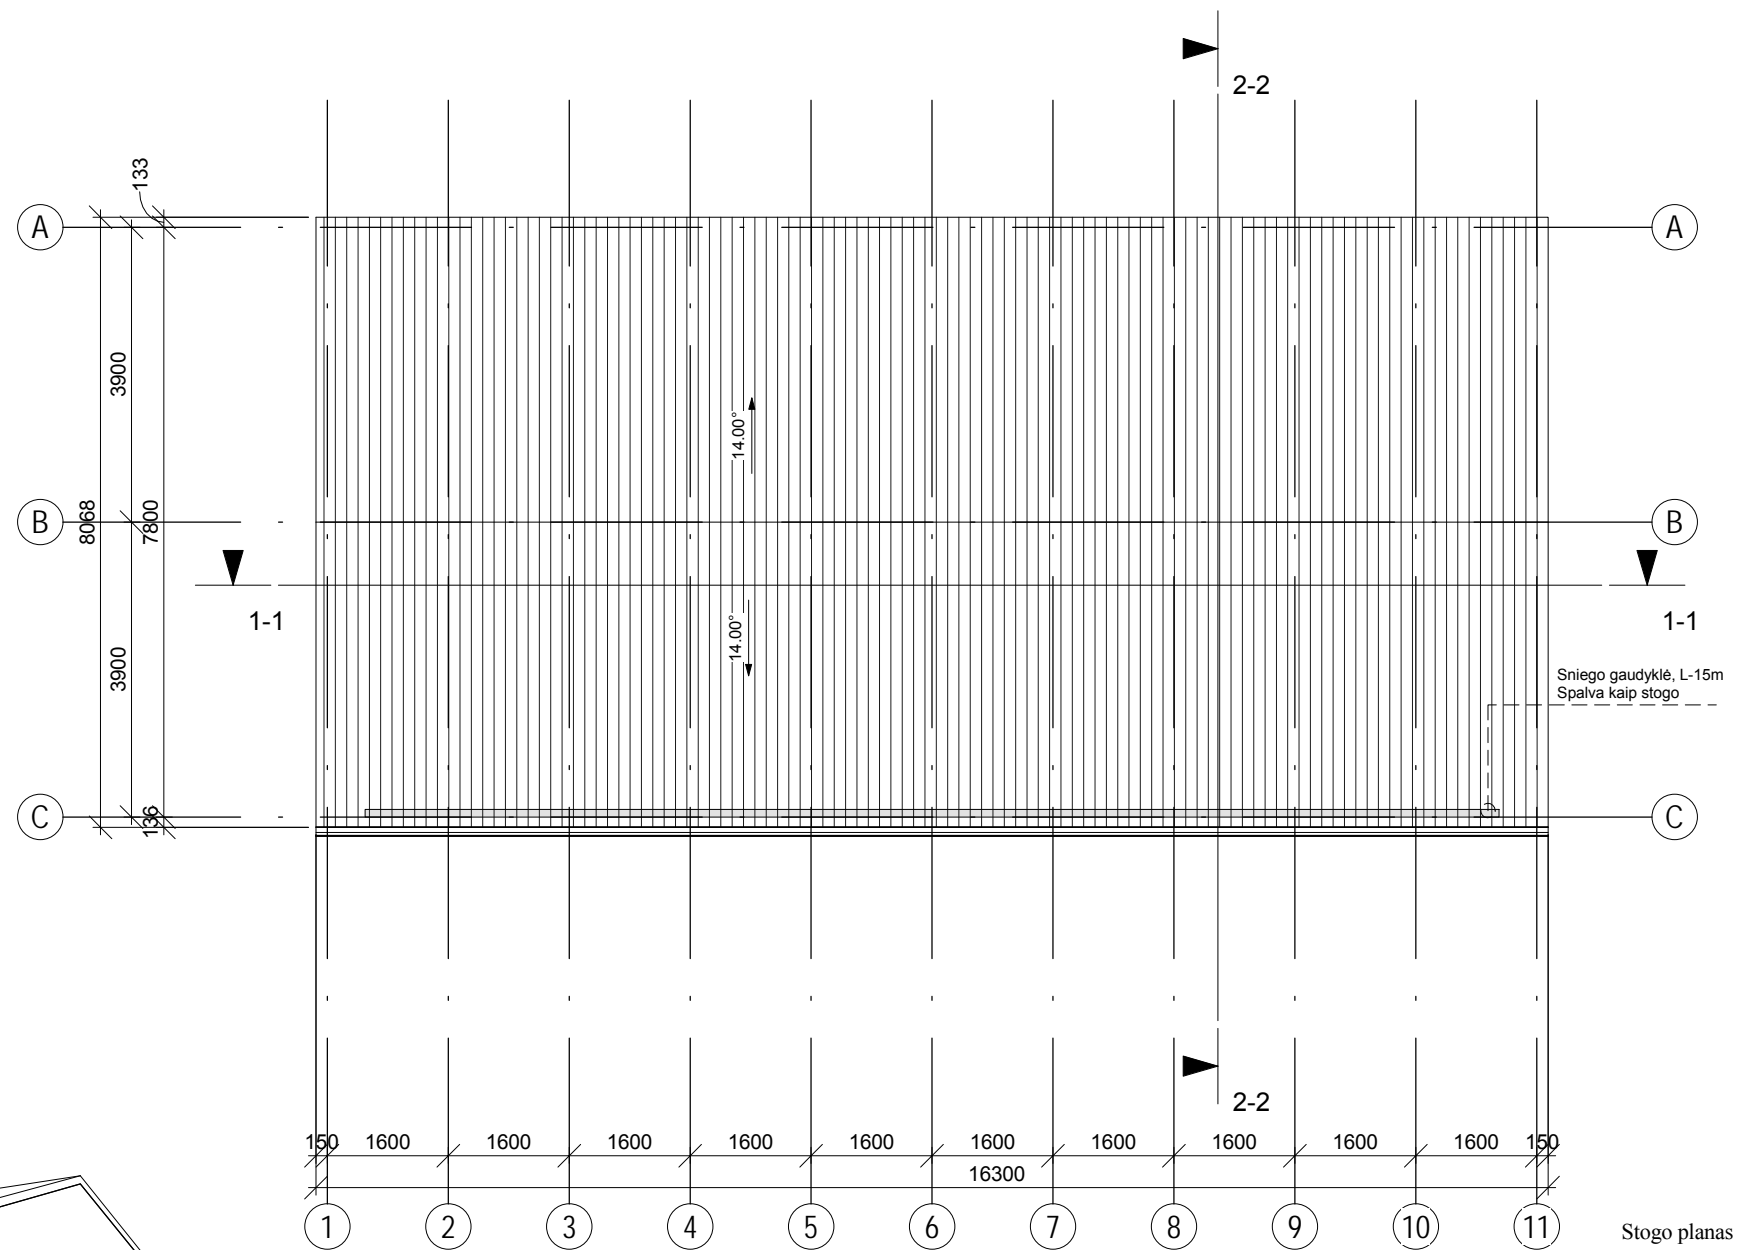 2-2
133
A
A
3900
14.00°
8068
7800
B
B
1-1
1-1
14.00°
3900
Sniego gaudyklė, L-15m
Spalva kaip stogo
136
C
C
2-2
150 1600 1600 1600 1600 1600 1600 1600 1600 1600 1600 150
16300
1 2 3 4 5 6 7 8 9 10 11
Stogo planas